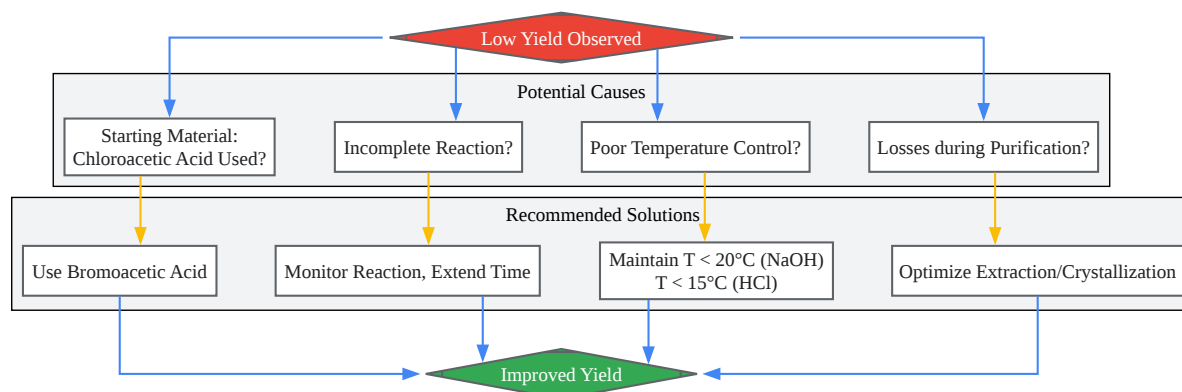 Low Yield Observed
Potential Causes
Starting Material:
Chloroacetic Acid Used?
Incomplete Reaction?
Poor Temperature Control?
Losses during Purification?
Recommended Solutions
Use Bromoacetic Acid
Monitor Reaction, Extend Time
Maintain T < 20°C (NaOH)
T < 15°C (HCl)
Optimize Extraction/Crystallization
Improved Yield